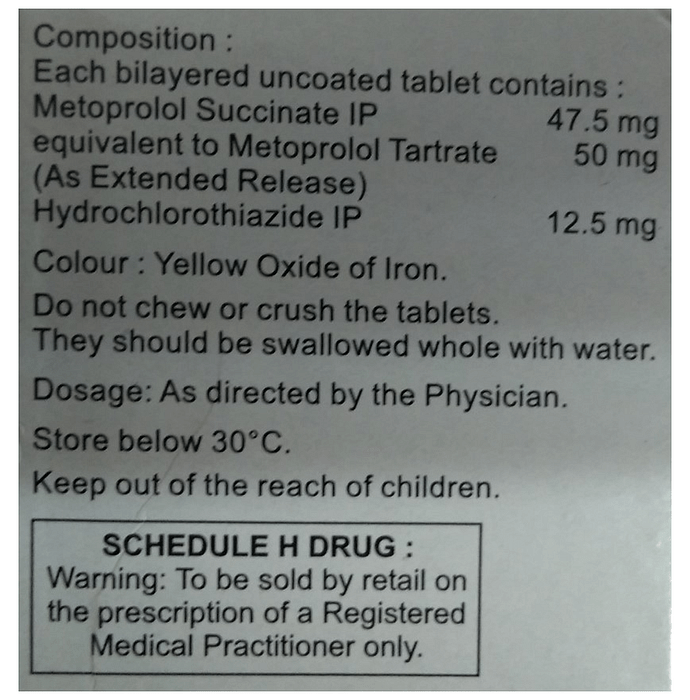 Composition :
Each bilayered uncoated tablet contains :
Metoprolol Succinate IP 47.5 mg
equivalent to Metoprolol Tartrate 50 mg
(As Extended Release)
Hydrochlorothiazide IP 12.5 mg
Colour : Yellow Oxide of Iron.
Do not chew or crush the tablets.
They should be swallowed whole with water.
Dosage: As directed by the Physician.
Store below 30°C.
Keep out of the reach of children.
SCHEDULE H DRUG :
Warning: To be sold by retail on
the prescription of a Registered
Medical Practitioner only.